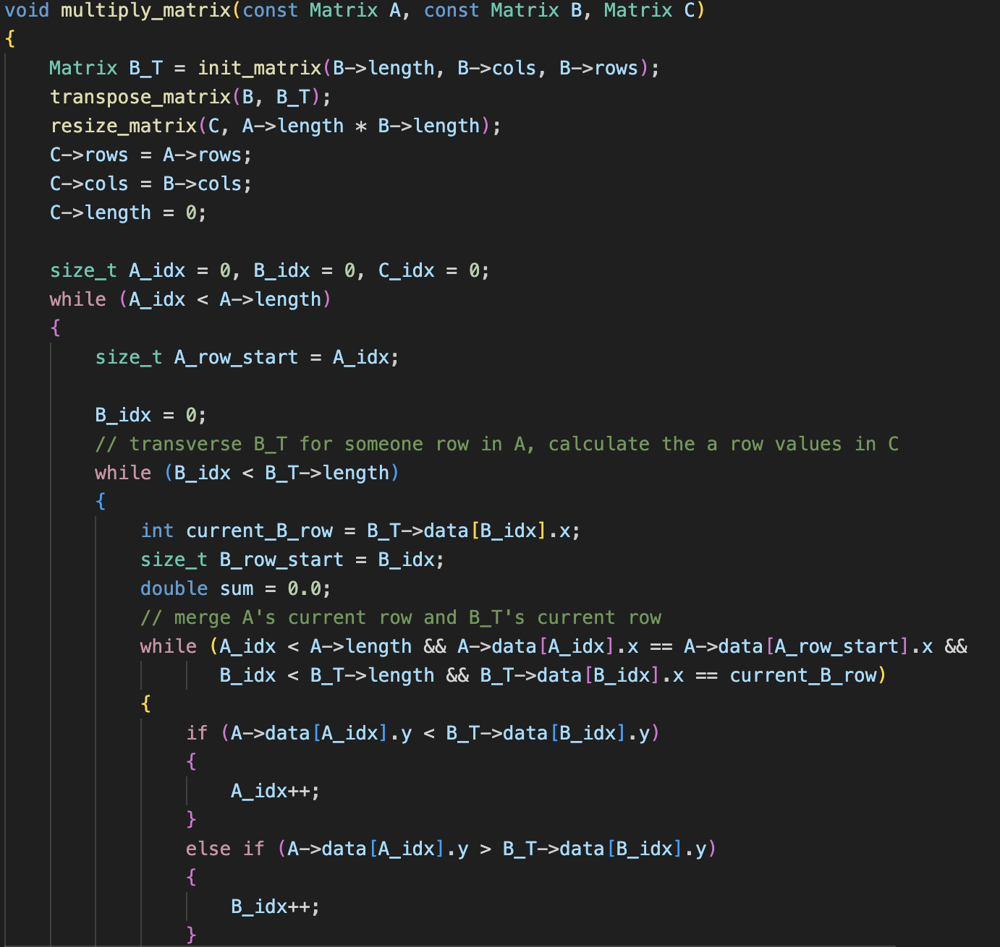 void multiply_matrix(const Matrix A, const Matrix B, Matrix C)
{
    Matrix B_T = init_matrix(B->length, B->cols, B->rows);
    transpose_matrix(B, B_T);
    resize_matrix(C, A->length * B->length);
    C->rows = A->rows;
    C->cols = B->cols;
    C->length = 0;

    size_t A_idx = 0, B_idx = 0, C_idx = 0;
    while (A_idx < A->length)
    {
        size_t A_row_start = A_idx;

        B_idx = 0;
        // transverse B_T for someone row in A, calculate the a row values in C
        while (B_idx < B_T->length)
        {
            int current_B_row = B_T->data[B_idx].x;
            size_t B_row_start = B_idx;
            double sum = 0.0;
            // merge A's current row and B_T's current row
            while (A_idx < A->length && A->data[A_idx].x == A->data[A_row_start].x &&
                   B_idx < B_T->length && B_T->data[B_idx].x == current_B_row)
            {
                if (A->data[A_idx].y < B_T->data[B_idx].y)
                {
                    A_idx++;
                }
                else if (A->data[A_idx].y > B_T->data[B_idx].y)
                {
                    B_idx++;
                }